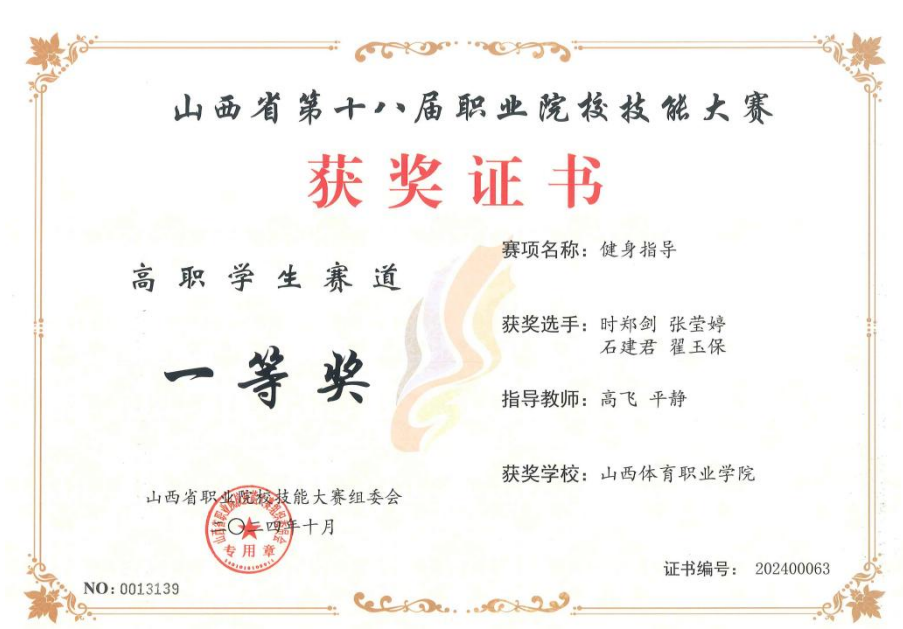 山西省第十八届职业院校技能大赛
获奖证书
高职学生赛道
一等奖
赛项名称：健身指导
获奖选手：时郑剑 张莹婷
石建君 翟玉保
指导教师：高飞 平静
获奖学校：山西体育职业学院
山西省职业院校技能大赛组委会
二〇二四年十月
专用章
证书编号： 202400063
NO: 0013139